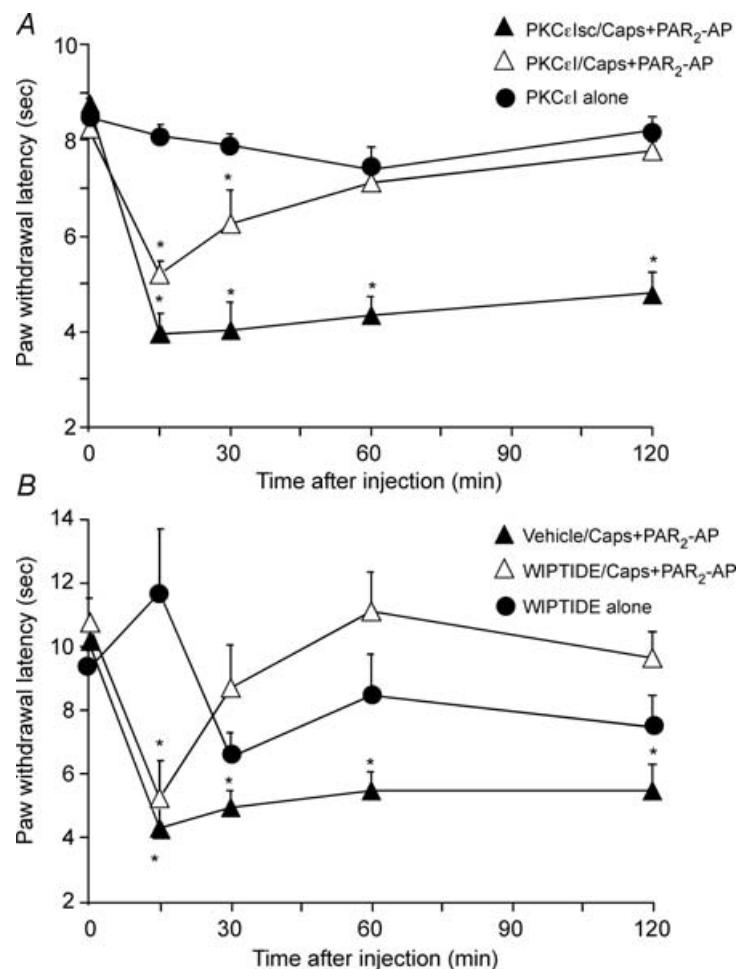 A
10
8
6
4
2
Paw withdrawal latency (sec)
▲ PKCεIsc/Caps+PAR₂-AP
△ PKCεI/Caps+PAR₂-AP
● PKCεI alone
*
*
*
*
*
*
0 30 60 90 120
Time after injection (min)
B
14
12
10
8
6
4
2
Paw withdrawal latency (sec)
▲ Vehicle/Caps+PAR₂-AP
△ WIPTIDE/Caps+PAR₂-AP
● WIPTIDE alone
*
*
*
*
*
0 30 60 90 120
Time after injection (min)